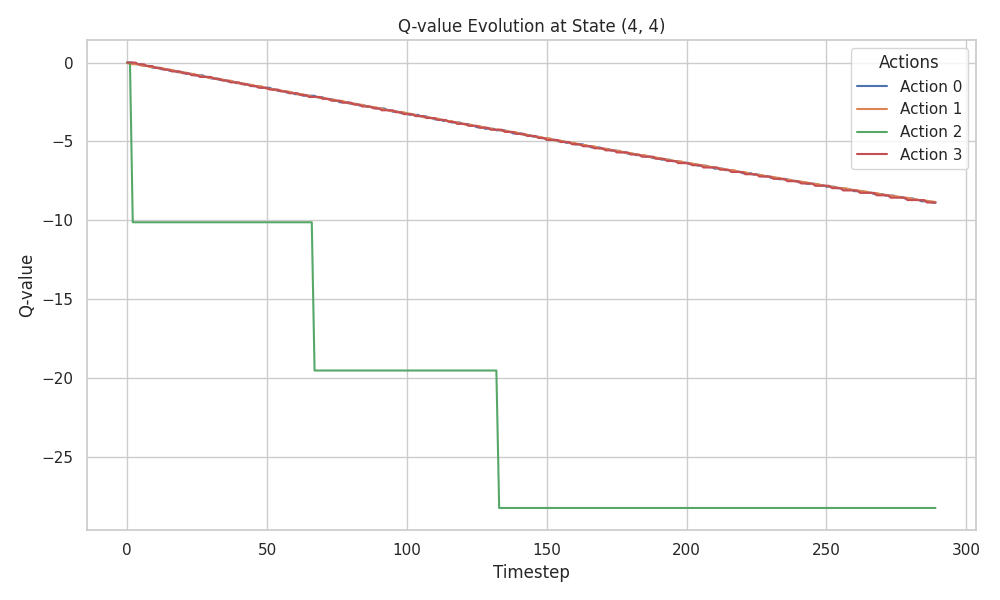 Q-value Evolution at State (4, 4)
Actions
Action 0
Action 1
Action 2
Action 3
Q-value
0
−5
−10
−15
−20
−25
0
50
100
150
200
250
300
Timestep